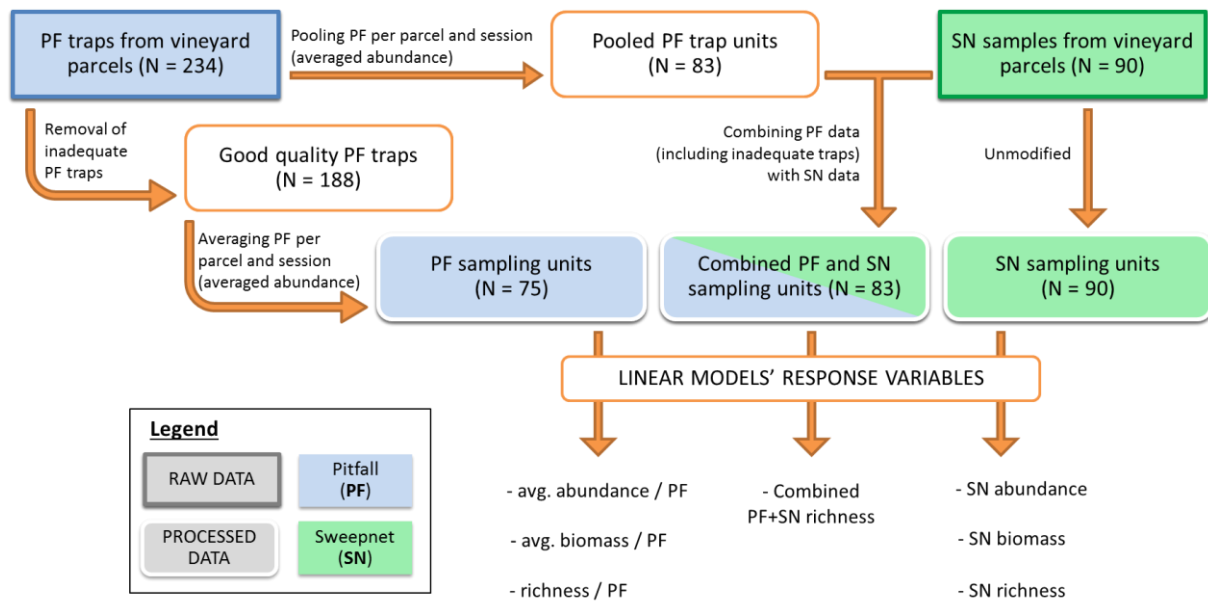 PF traps from vineyard
parcels (N = 234)
Pooling PF per parcel and session
(averaged abundance)
Pooled PF trap units
(N = 83)
SN samples from vineyard
parcels (N = 90)
Removal of
inadequate
PF traps
Good quality PF traps
(N = 188)
Combining PF data
(including inadequate traps)
with SN data
Unmodified
Averaging PF per
parcel and session
(averaged abundance)
PF sampling units
(N = 75)
Combined PF and SN
sampling units (N = 83)
SN sampling units
(N = 90)
LINEAR MODELS’ RESPONSE VARIABLES
Legend
RAW DATA
Pitfall
(PF)
PROCESSED
DATA
Sweepnet
(SN)
- avg. abundance / PF
- avg. biomass / PF
- richness / PF
- Combined
PF+SN richness
- SN abundance
- SN biomass
- SN richness